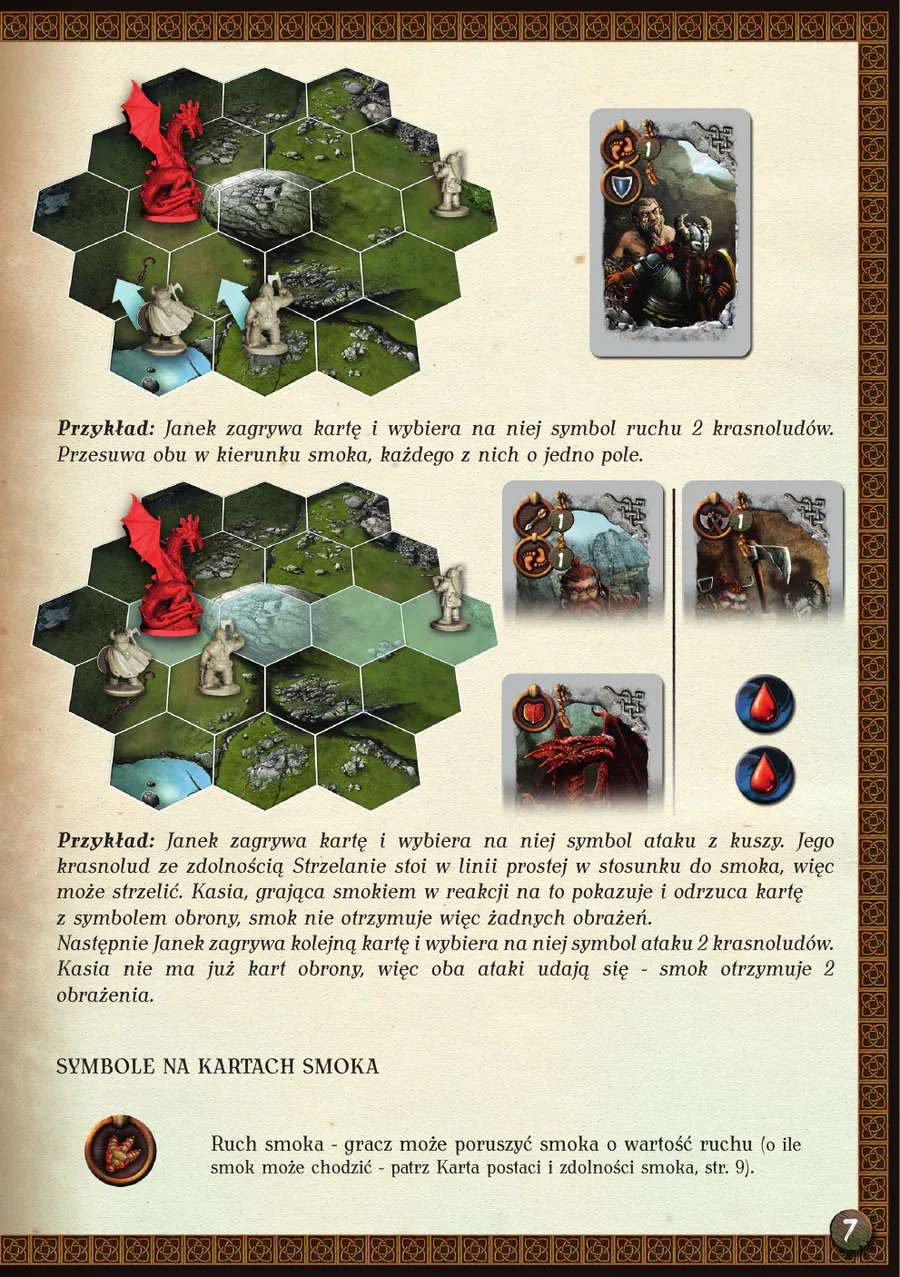 1
Przykład: Janek zagrywa kartę i wybiera na niej symbol ruchu 2 krasnoludów.
Przesuwa obu w kierunku smoka, każdego z nich o jedno pole.
1
1
1
Przykład: Janek zagrywa kartę i wybiera na niej symbol ataku z kuszy. Jego
krasnolud ze zdolnością Strzelanie stoi w linii prostej w stosunku do smoka, więc
może strzelić. Kasia, grająca smokiem w reakcji na to pokazuje i odrzuca kartę
z symbolem obrony, smok nie otrzymuje więc żadnych obrażeń.
Następnie Janek zagrywa kolejną kartę i wybiera na niej symbol ataku 2 krasnoludów.
Kasia nie ma już kart obrony, więc oba ataki udają się - smok otrzymuje 2
obrażenia.
SYMBOLE NA KARTACH SMOKA
Ruch smoka - gracz może poruszyć smoka o wartość ruchu (o ile
smok może chodzić - patrz Karta postaci i zdolności smoka, str. 9).
7